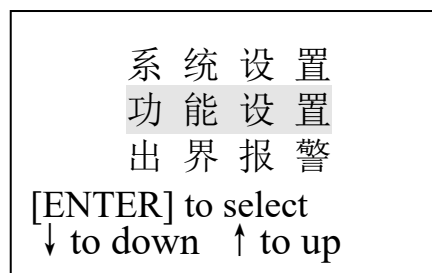 系统设置
功能设置
出界报警
[ENTER] to select
↓ to down ↑ to up